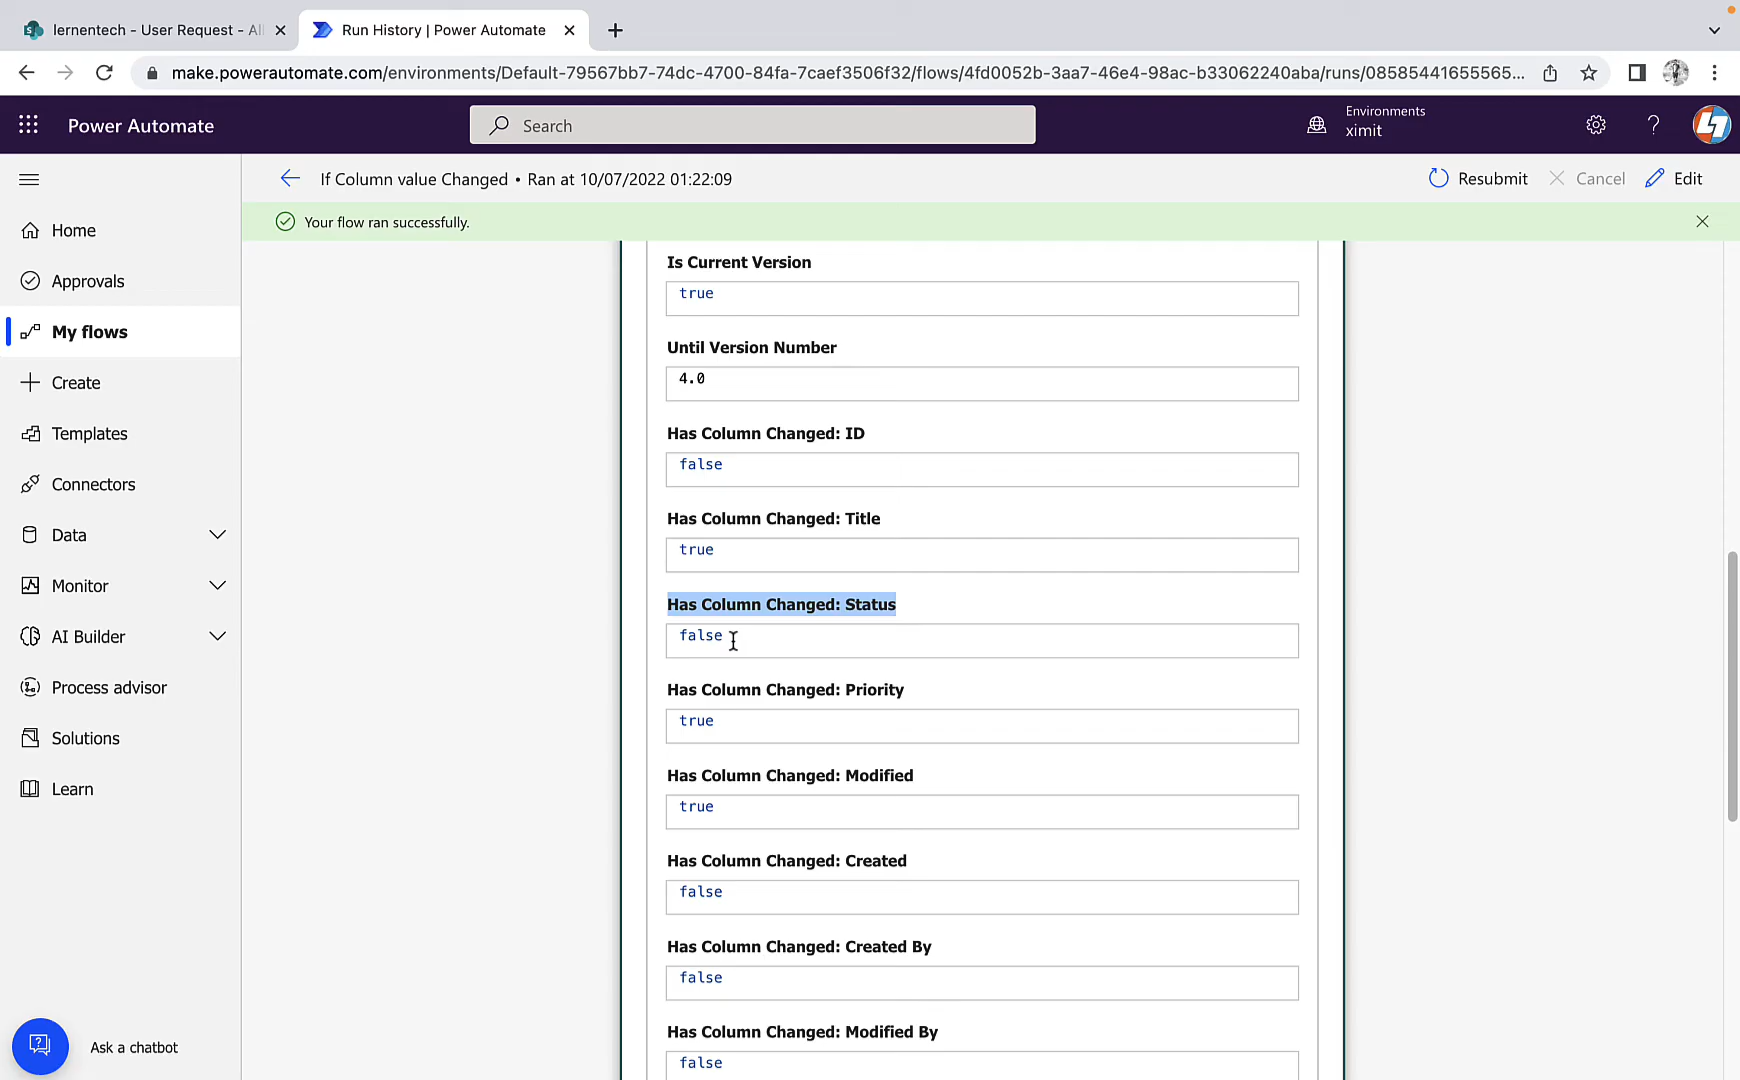 lernentech - User Request - Al
Run History | Power Automate
make.powerautomate.com/environments/Default-79567bb7-74dc-4700-84fa-7caef3506f32/flows/4fd0052b-3aa7-46e4-98ac-b33062240aba/runs/08585441655565...
Power Automate
Search
Environments
ximit
If Column value Changed • Ran at 10/07/2022 01:22:09
Resubmit
Cancel
Edit
Your flow ran successfully.
Home
Approvals
My flows
Create
Templates
Connectors
Data
Monitor
AI Builder
Process advisor
Solutions
Learn
Ask a chatbot
Is Current Version
true
Until Version Number
4.0
Has Column Changed: ID
false
Has Column Changed: Title
true
Has Column Changed: Status
false
Has Column Changed: Priority
true
Has Column Changed: Modified
true
Has Column Changed: Created
false
Has Column Changed: Created By
false
Has Column Changed: Modified By
false